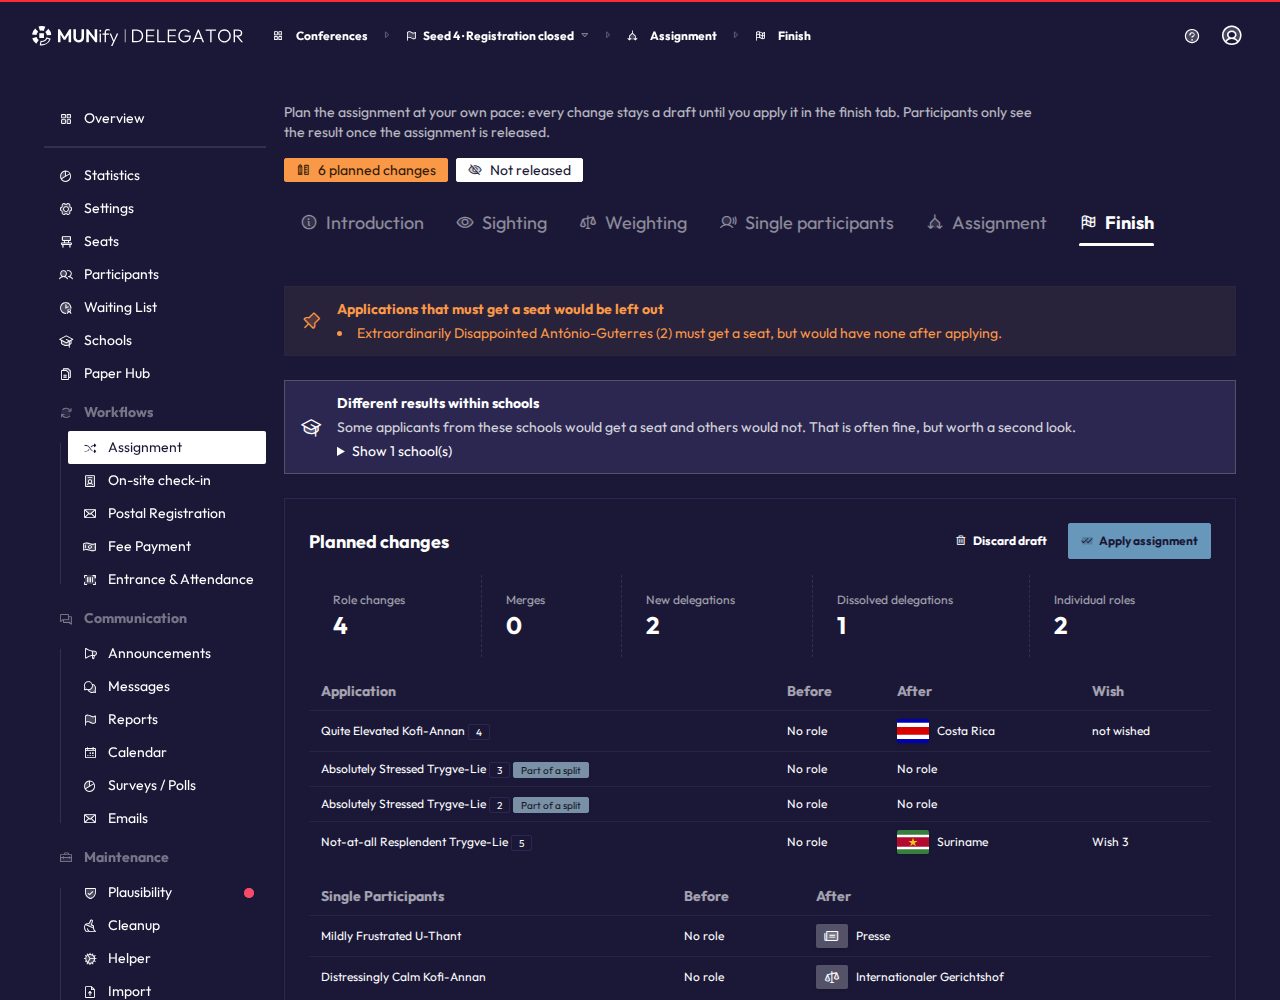 MUNify | DELEGATOR
Conferences
Seed 4 · Registration closed
Assignment
Finish
Overview
Statistics
Settings
Seats
Participants
Waiting List
Schools
Paper Hub
Workflows
Assignment
On-site check-in
Postal Registration
Fee Payment
Entrance & Attendance
Communication
Announcements
Messages
Reports
Calendar
Surveys / Polls
Emails
Maintenance
Plausibility
Cleanup
Helper
Import
Plan the assignment at your own pace: every change stays a draft until you apply it in the finish tab. Participants only see
the result once the assignment is released.
6 planned changes
Not released
Introduction
Sighting
Weighting
Single participants
Assignment
Finish
Applications that must get a seat would be left out
• Extraordinarily Disappointed António-Guterres (2) must get a seat, but would have none after applying.
Different results within schools
Some applicants from these schools would get a seat and others would not. That is often fine, but worth a second look.
Show 1 school(s)
Planned changes
Discard draft
Apply assignment
Role changes Merges New delegations Dissolved delegations Individual roles
4 0 2 1 2
Application Before After Wish
Quite Elevated Kofi-Annan 4 No role Costa Rica not wished
Absolutely Stressed Trygve-Lie 3 Part of a split No role No role
Absolutely Stressed Trygve-Lie 2 Part of a split No role No role
Not-at-all Resplendent Trygve-Lie 5 No role Suriname Wish 3
Single Participants Before After
Mildly Frustrated U-Thant No role Presse
Distressingly Calm Kofi-Annan No role Internationaler Gerichtshof